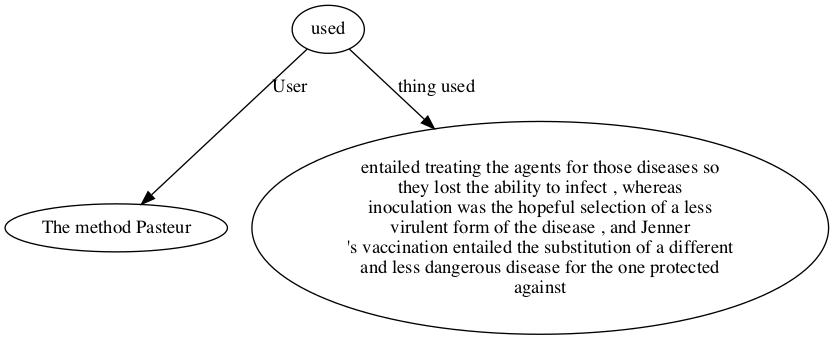 used
User
thing used
The method Pasteur
entailed treating the agents for those diseases so
they lost the ability to infect , whereas
inoculation was the hopeful selection of a less
virulent form of the disease , and Jenner
's vaccination entailed the substitution of a different
and less dangerous disease for the one protected
against